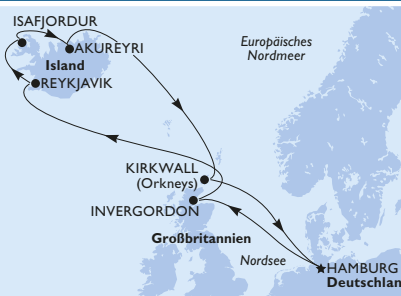 ISAFJORDUR
AKUREYRI
Europäisches
Nordmeer
Island
REYKJAVIK
KIRKWALL
(Orkneys)
INVERGORDON
Großbritannien
Nordsee
HAMBURG
Deutschlan